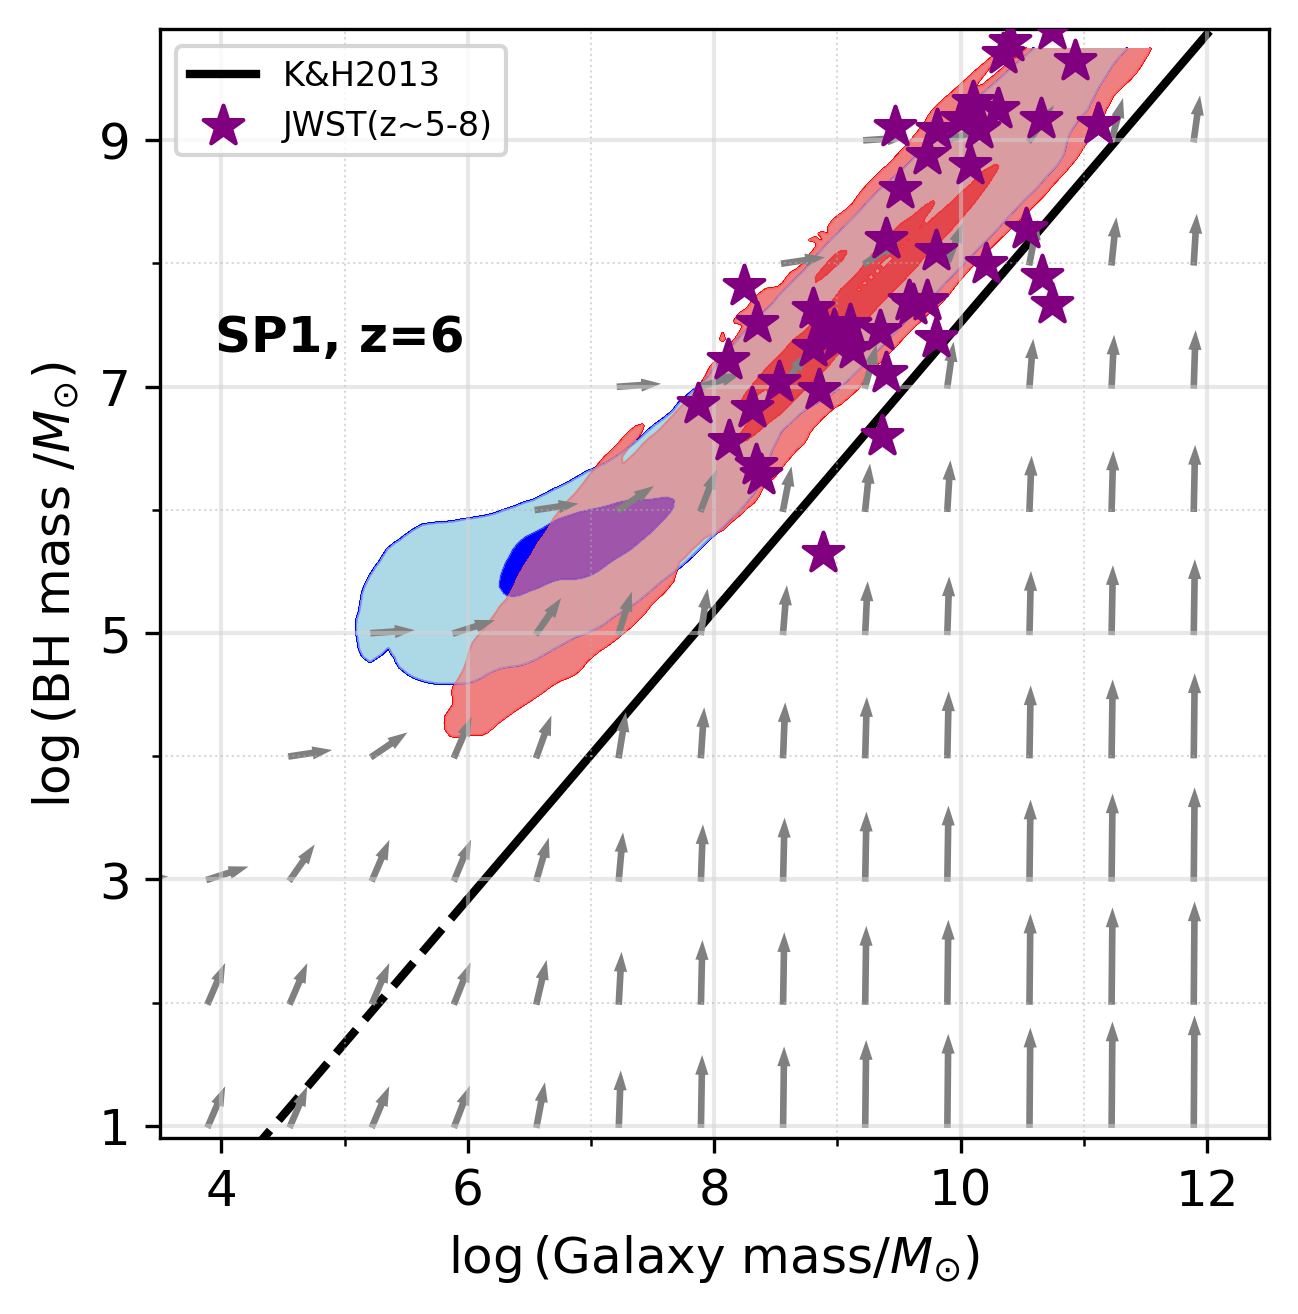 K&H2013
JWST(z~5-8)
SP1, z=6
log (BH mass /M⊙)
9
7
5
3
1
4 6 8 10 12
log (Galaxy mass/M⊙)